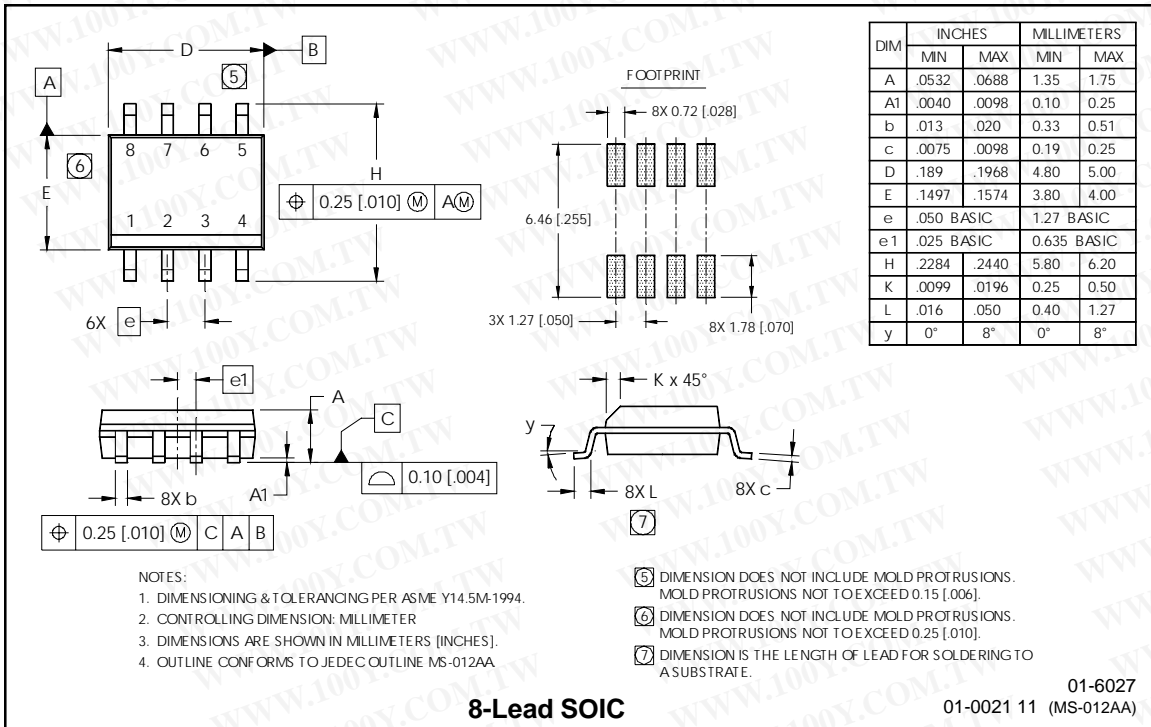 D
B
5
A
8 7 6 5
6
E
H
⌖ 0.25 [.010] Ⓜ A Ⓜ
1 2 3 4
6X e
FOOTPRINT
8X 0.72 [.028]
6.46 [.255]
3X 1.27 [.050]
8X 1.78 [.070]
DIM INCHES MILLIMETERS
MIN MAX MIN MAX
A .0532 .0688 1.35 1.75
A1 .0040 .0098 0.10 0.25
b .013 .020 0.33 0.51
c .0075 .0098 0.19 0.25
D .189 .1968 4.80 5.00
E .1497 .1574 3.80 4.00
e .050 BASIC 1.27 BASIC
e1 .025 BASIC 0.635 BASIC
H .2284 .2440 5.80 6.20
K .0099 .0196 0.25 0.50
L .016 .050 0.40 1.27
y 0° 8° 0° 8°
e1
A
C
0.10 [.004]
8X b
A1
⌖ 0.25 [.010] Ⓜ C A B
K x 45°
y
8X L
8X c
7
NOTES:
1. DIMENSIONING & TOLERANCING PER ASME Y14.5M-1994.
2. CONTROLLING DIMENSION: MILLIMETER
3. DIMENSIONS ARE SHOWN IN MILLIMETERS [INCHES].
4. OUTLINE CONFORMS TO JEDEC OUTLINE MS-012AA.
5 DIMENSION DOES NOT INCLUDE MOLD PROTRUSIONS.
MOLD PROTRUSIONS NOT TO EXCEED 0.15 [.006].
6 DIMENSION DOES NOT INCLUDE MOLD PROTRUSIONS.
MOLD PROTRUSIONS NOT TO EXCEED 0.25 [.010].
7 DIMENSION IS THE LENGTH OF LEAD FOR SOLDERING TO
A SUBSTRATE.
8-Lead SOIC
01-6027
01-0021 11 (MS-012AA)
WWW.100Y.COM.TW